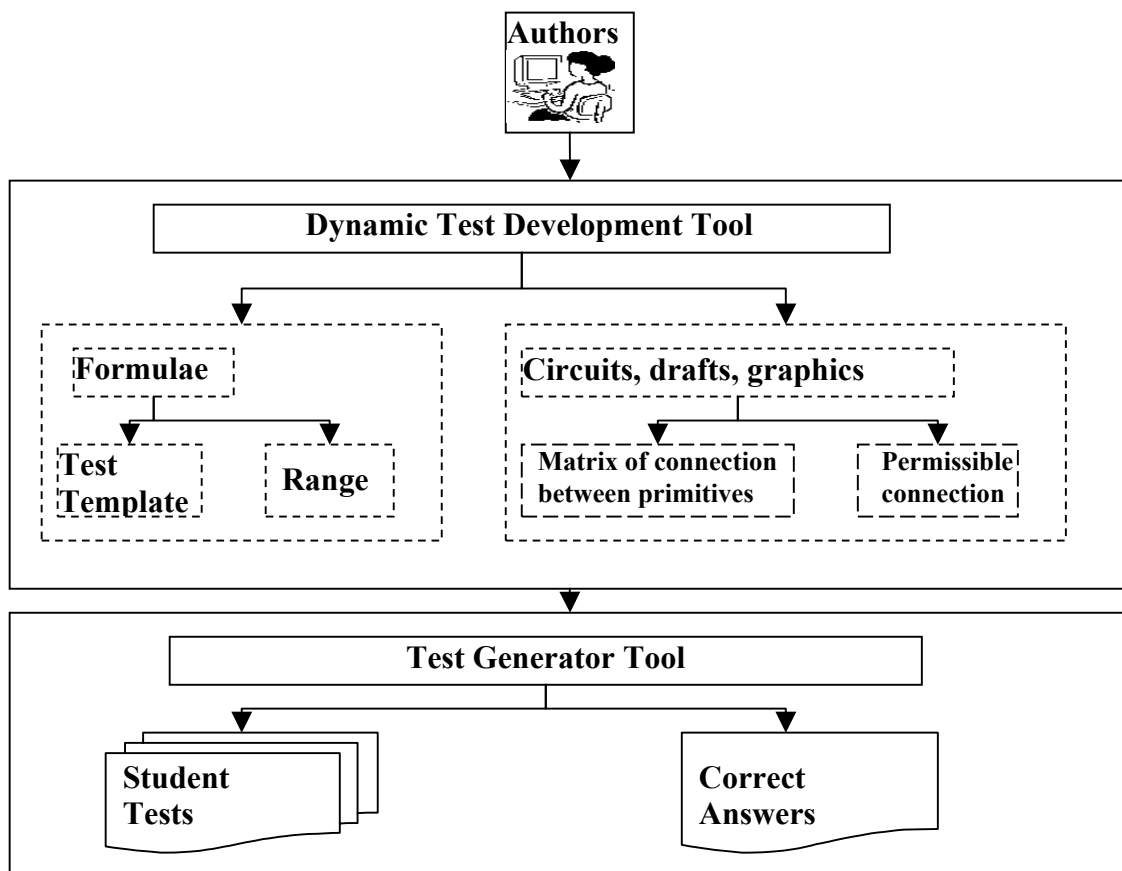 Authors
Dynamic Test Development Tool
Formulae
Test
Template
Range
Circuits, drafts, graphics
Matrix of connection
between primitives
Permissible
connection
Test Generator Tool
Student
Tests
Correct
Answers